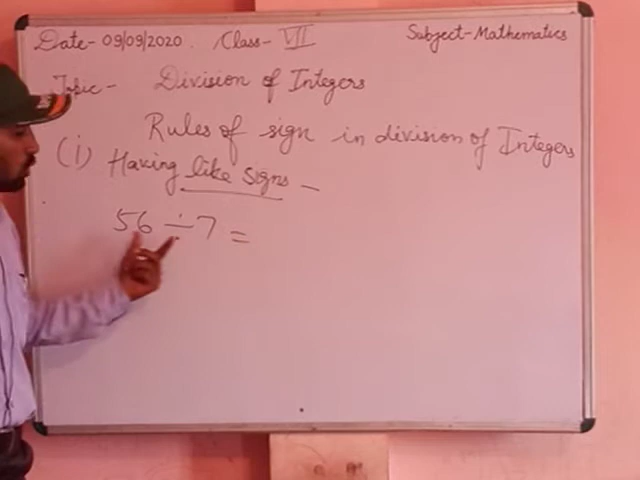 Date- 09/09/2020. Class- VII Subject-Mathematics
Topic- Division of Integers
Rules of sign in division of Integers
(i) Having like signs -
56 ÷ 7 =